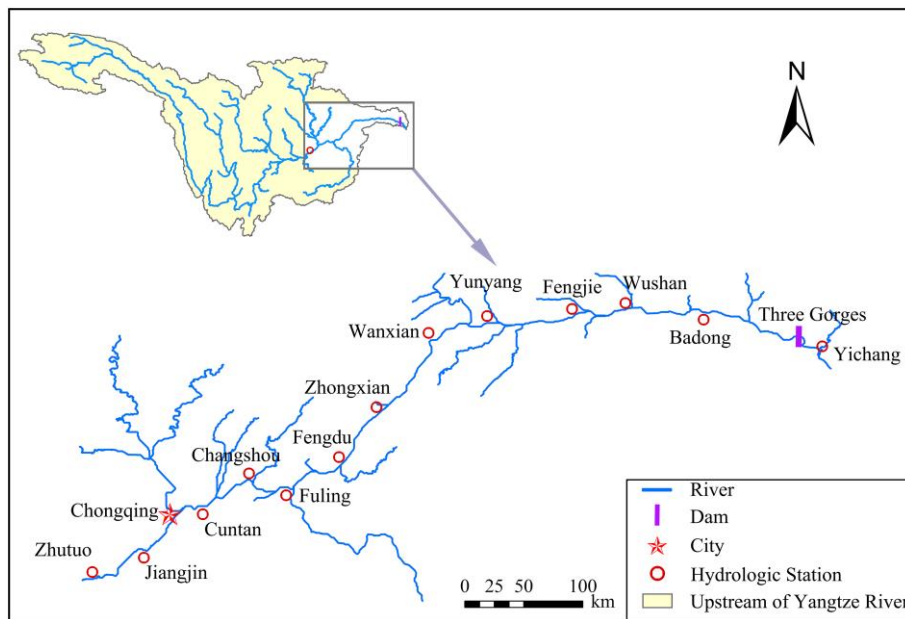 N
Yunyang
Fengjie
Wushan
Three Gorges
Wanxian
Badong
Yichang
Zhongxian
Fengdu
Changshou
Fuling
Chongqing
Cuntan
Zhutuo
Jiangjin
0 25 50 100
km
River
Dam
City
Hydrologic Station
Upstream of Yangtze River